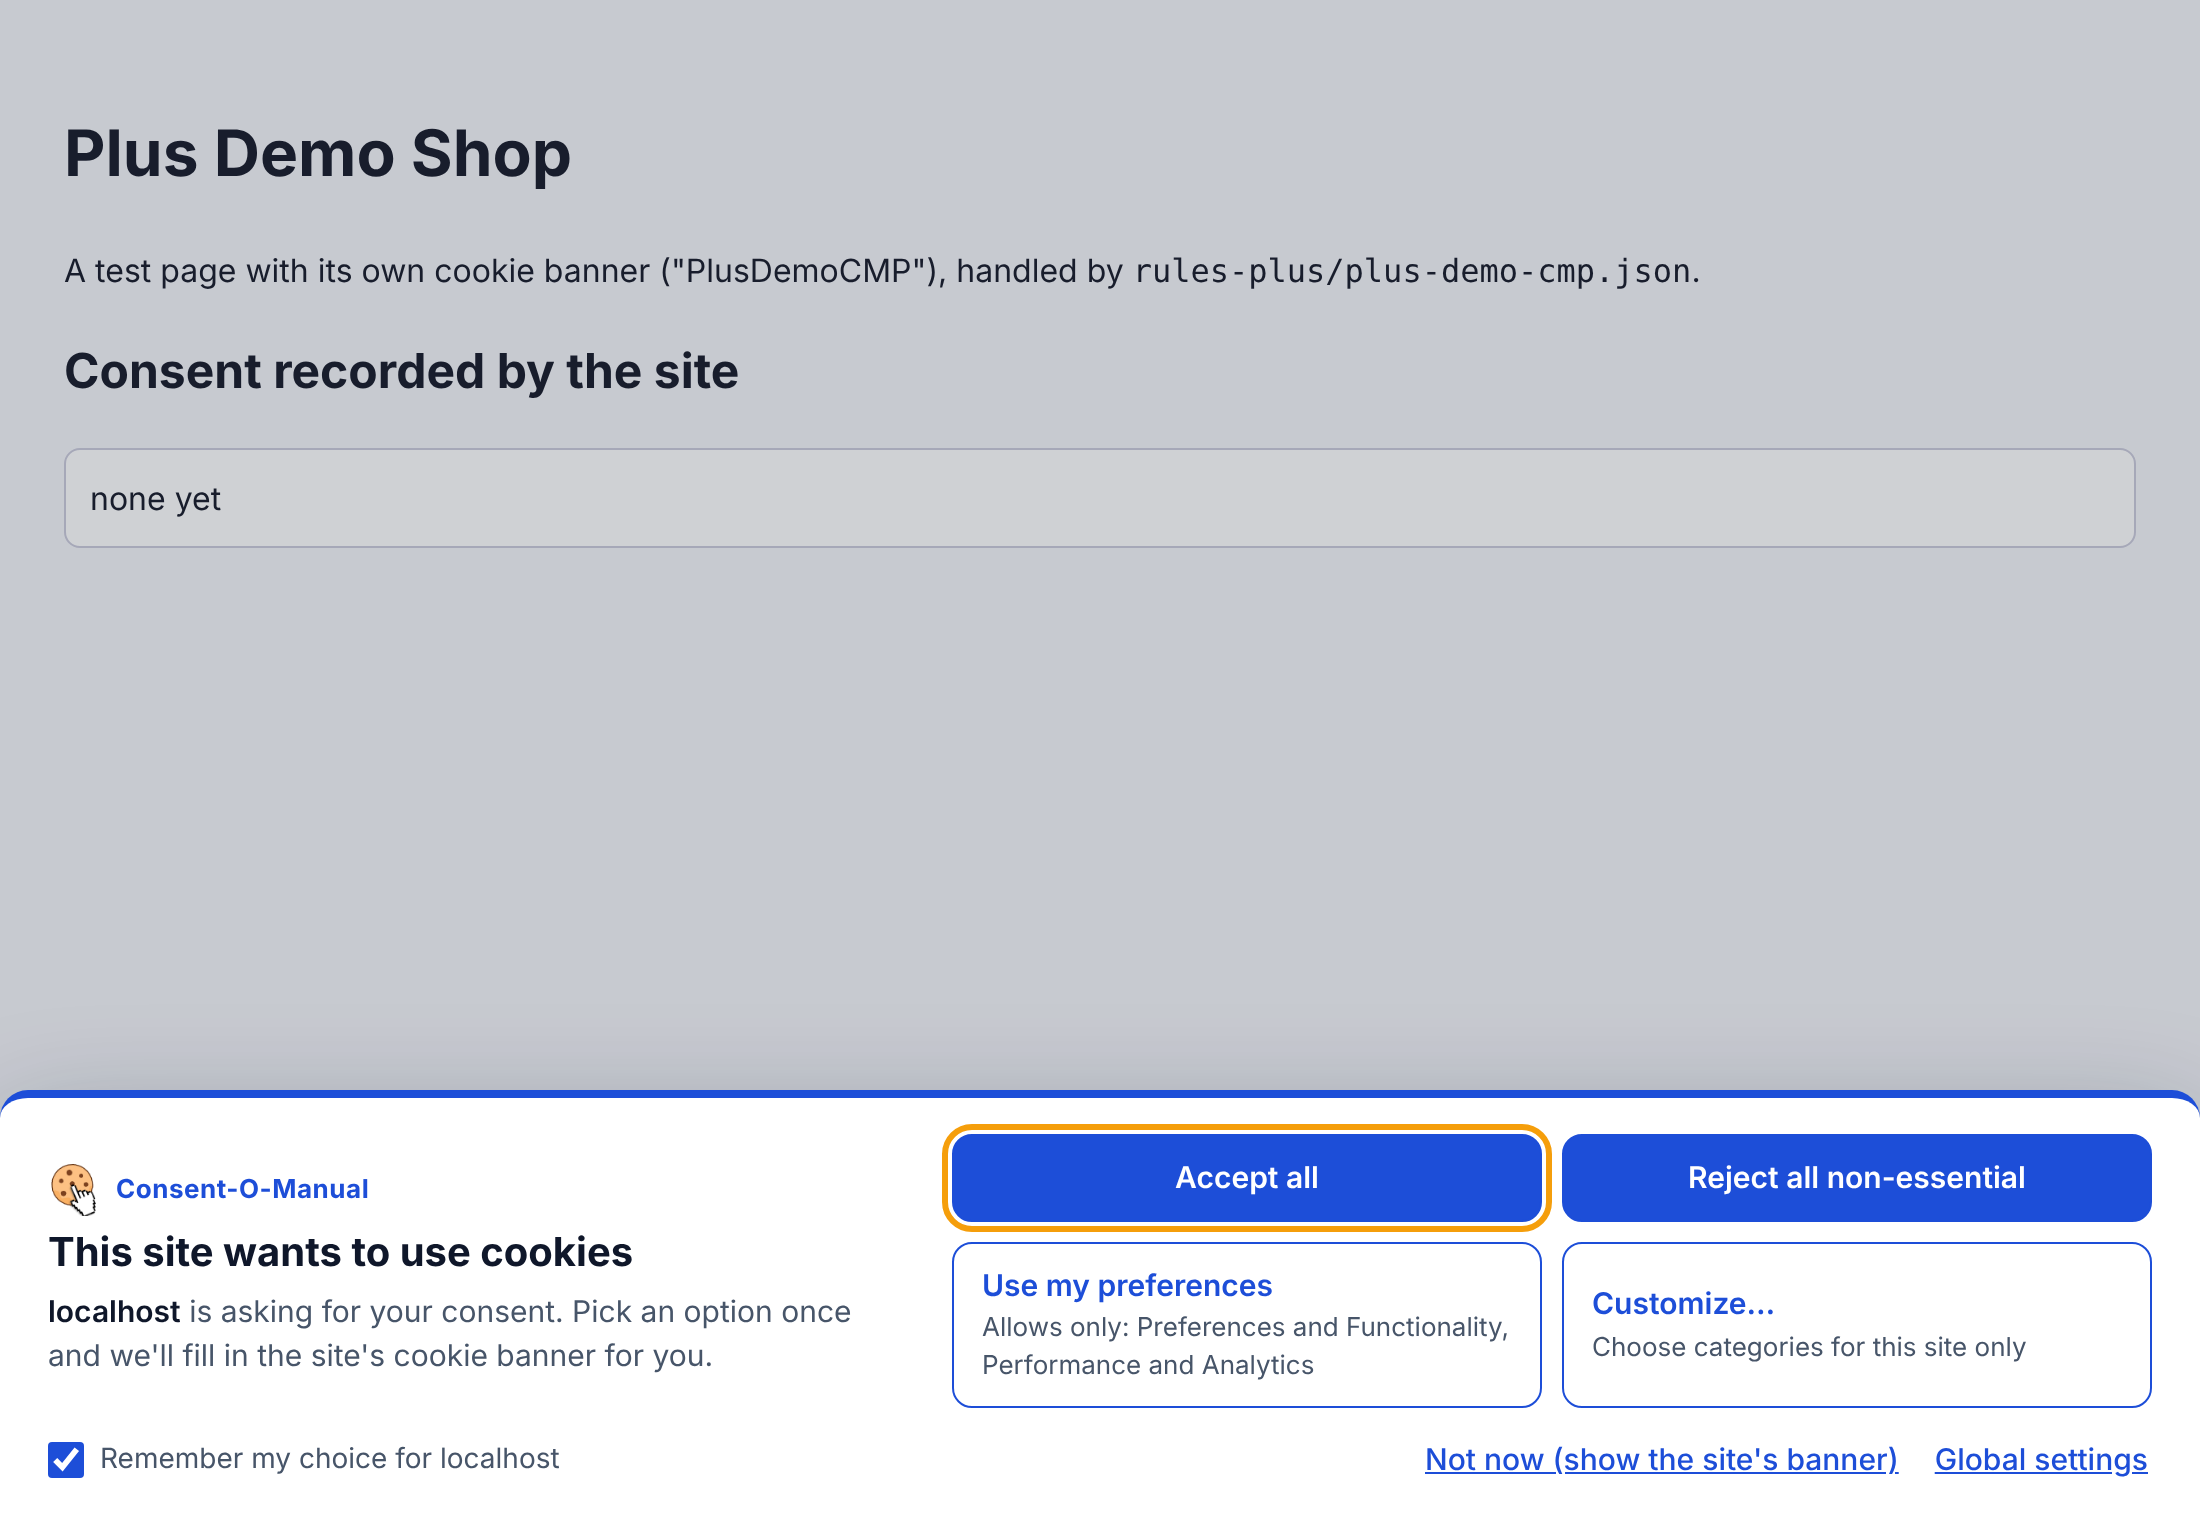 Plus Demo Shop
A test page with its own cookie banner ("PlusDemoCMP"), handled by rules-plus/plus-demo-cmp.json.
Consent recorded by the site
none yet
Consent-O-Manual
This site wants to use cookies
localhost is asking for your consent. Pick an option once
and we'll fill in the site's cookie banner for you.
Accept all
Reject all non-essential
Use my preferences
Allows only: Preferences and Functionality,
Performance and Analytics
Customize...
Choose categories for this site only
Remember my choice for localhost
Not now (show the site's banner)
Global settings